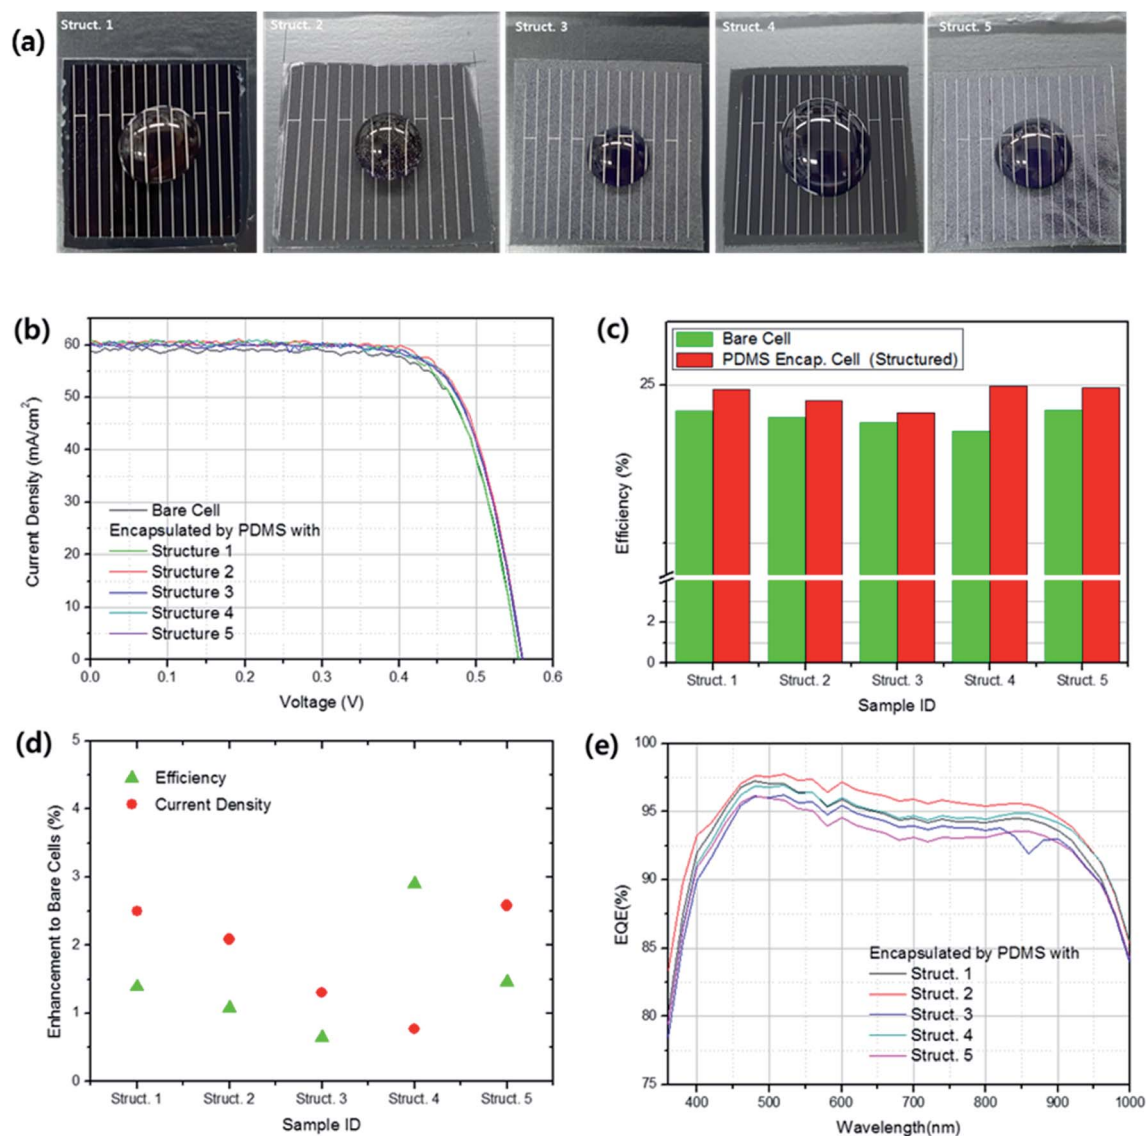 (a)
Struct. 1
Struct. 2
Struct. 3
Struct. 4
Struct. 5
(b)
60
50
40
30
20
10
0
Current Density (mA/cm²)
Bare Cell
Encapsulated by PDMS with
Structure 1
Structure 2
Structure 3
Structure 4
Structure 5
0.0 0.1 0.2 0.3 0.4 0.5 0.6
Voltage (V)
(c)
Bare Cell
PDMS Encap. Cell (Structured)
25
2
0
Efficiency (%)
Struct. 1 Struct. 2 Struct. 3 Struct. 4 Struct. 5
Sample ID
(d)
5
4
3
2
1
0
Enhancement to Bare Cells (%)
Efficiency
Current Density
Struct. 1 Struct. 2 Struct. 3 Struct. 4 Struct. 5
Sample ID
(e)
100
95
90
85
80
75
EQE(%)
Encapsulated by PDMS with
Struct. 1
Struct. 2
Struct. 3
Struct. 4
Struct. 5
400 500 600 700 800 900 1000
Wavelength(nm)